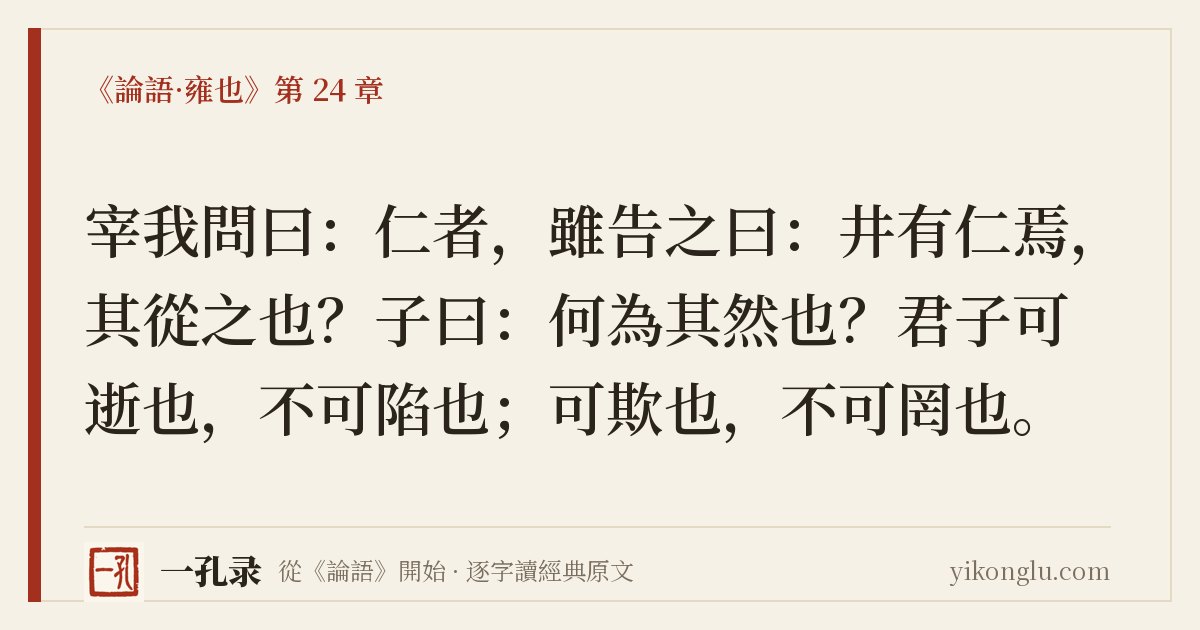 《論語·雍也》第 24 章
宰我問曰：仁者，雖告之曰：井有仁焉，
其從之也？子曰：何為其然也？君子可
逝也，不可陷也；可欺也，不可罔也。
一孔
一孔录 從《論語》開始 · 逐字讀經典原文 yikonglu.com